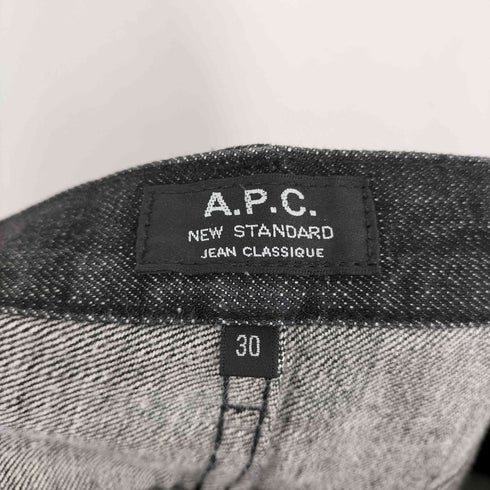 A.P.C.
NEW STANDARD
JEAN CLASSIQUE
30